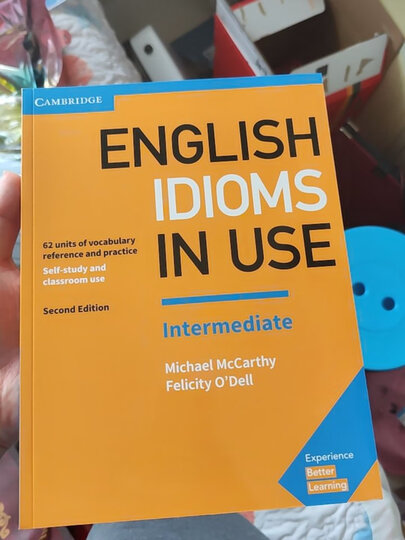 CAMBRIDGE
ENGLISH
IDIOMS
IN USE
62 units of vocabulary
reference and practice
Self-study and
classroom use
Second Edition
Intermediate
Michael McCarthy
Felicity O'Dell
Experience
Better
Learning